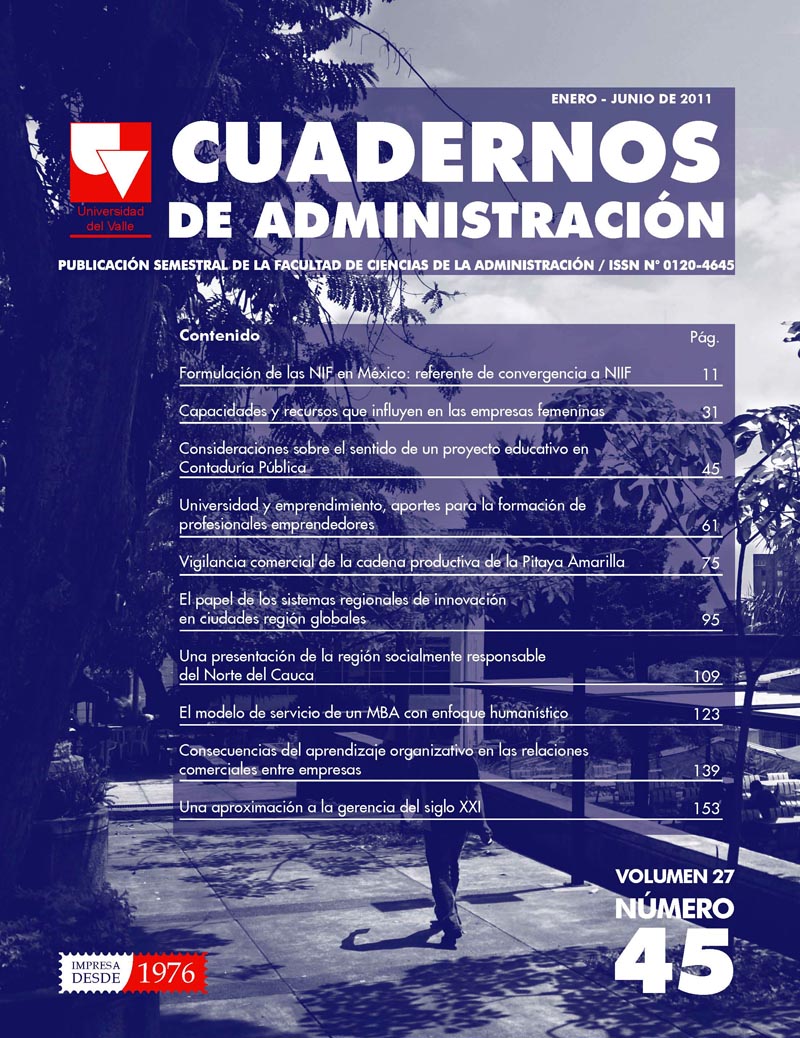 ENERO - JUNIO DE 2011
CUADERNOS
DE ADMINISTRACIÓN
Universidad
del Valle
PUBLICACIÓN SEMESTRAL DE LA FACULTAD DE CIENCIAS DE LA ADMINISTRACIÓN / ISSN Nº 0120-4645
Contenido Pág.
Formulación de las NIF en México: referente de convergencia a NIIF 11
Capacidades y recursos que influyen en las empresas femeninas 31
Consideraciones sobre el sentido de un proyecto educativo en
Contaduría Pública 45
Universidad y emprendimiento, aportes para la formación de
profesionales emprendedores 61
Vigilancia comercial de la cadena productiva de la Pitaya Amarilla 75
El papel de los sistemas regionales de innovación
en ciudades región globales 95
Una presentación de la región socialmente responsable
del Norte del Cauca 109
El modelo de servicio de un MBA con enfoque humanístico 123
Consecuencias del aprendizaje organizativo en las relaciones
comerciales entre empresas 139
Una aproximación a la gerencia del siglo XXI 153
VOLUMEN 27
NÚMERO
45
IMPRESA
DESDE 1976